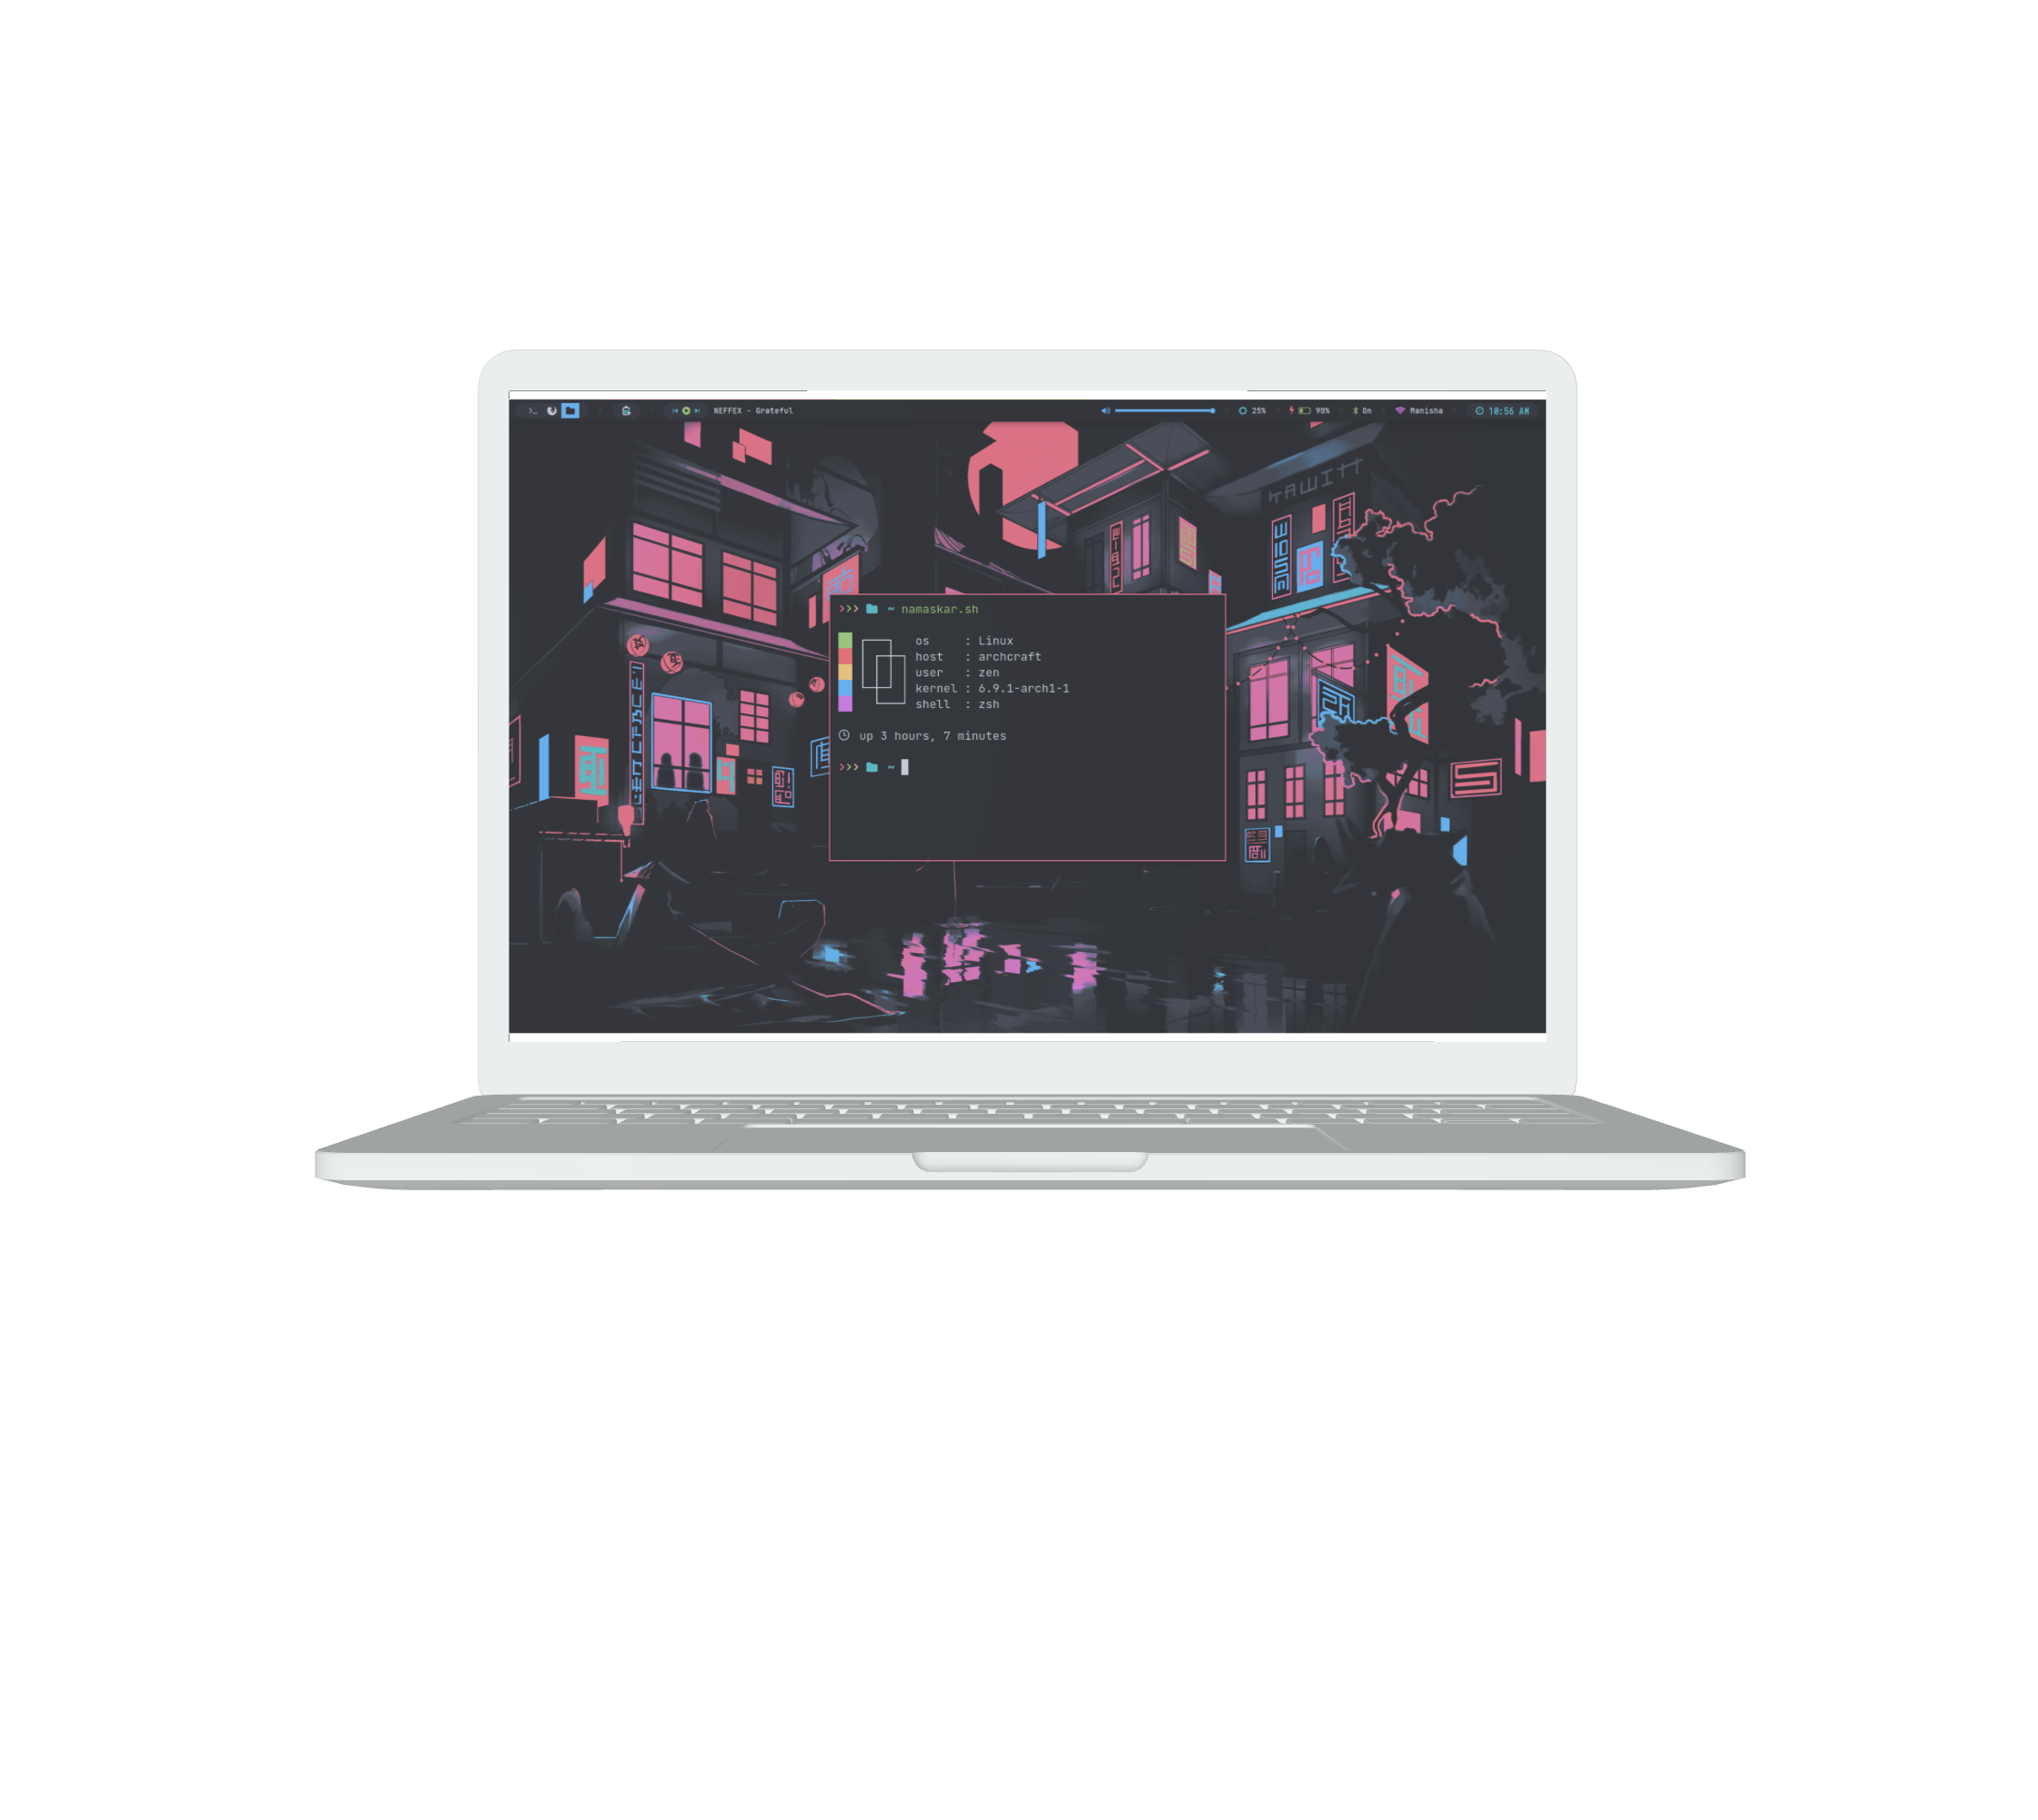 >_ NEFFEX - Grateful 25% 90% On Manisha 10:56 AM
KAWITT
>>> ~ namaskar.sh
os : Linux
host : archcraft
user : zen
kernel : 6.9.1-arch1-1
shell : zsh
up 3 hours, 7 minutes
>>> ~